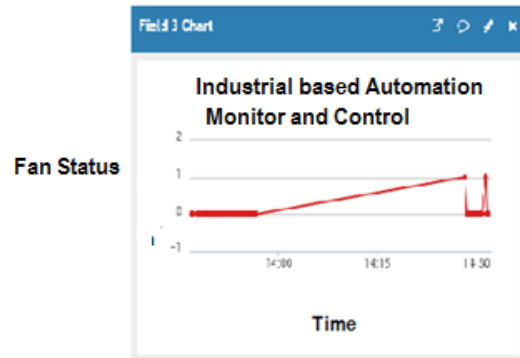 Field 3 Chart
Industrial based Automation
Monitor and Control
Fan Status
2
1
0
-1
14:00
14:15
14:30
Time